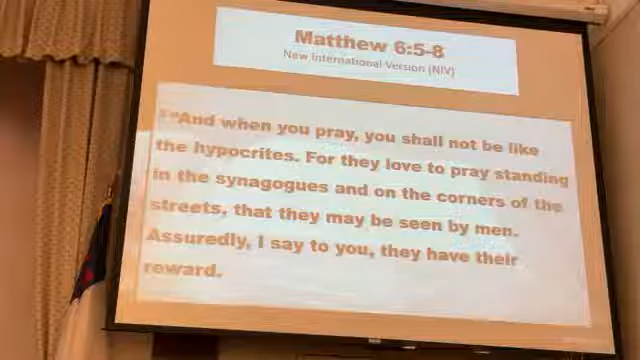 Matthew 6:5-8
New International Version (NIV)
"And when you pray, you shall not be like
the hypocrites. For they love to pray standing
in the synagogues and on the corners of the
streets, that they may be seen by men.
Assuredly, I say to you, they have their
reward.